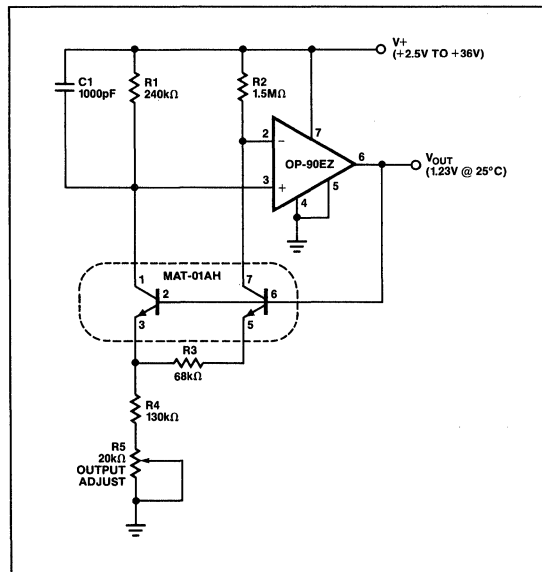 V+
(+2.5V TO +36V)
C1
1000pF
R1
240kΩ
R2
1.5MΩ
2
−
7
OP-90EZ
6
VOUT
(1.23V @ 25°C)
3
+
4
5
MAT-01AH
1
2
3
7
6
5
R3
68kΩ
R4
130kΩ
R5
20kΩ
OUTPUT
ADJUST